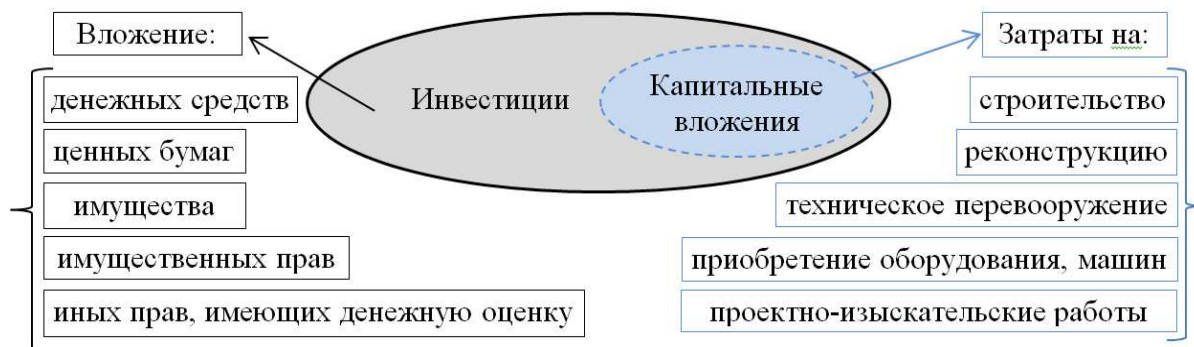 Вложение:
денежных средств
ценных бумаг
имущества
имущественных прав
иных прав, имеющих денежную оценку
Инвестиции
Капитальные
вложения
Затраты на:
строительство
реконструкцию
техническое перевооружение
приобретение оборудования, машин
проектно-изыскательские работы